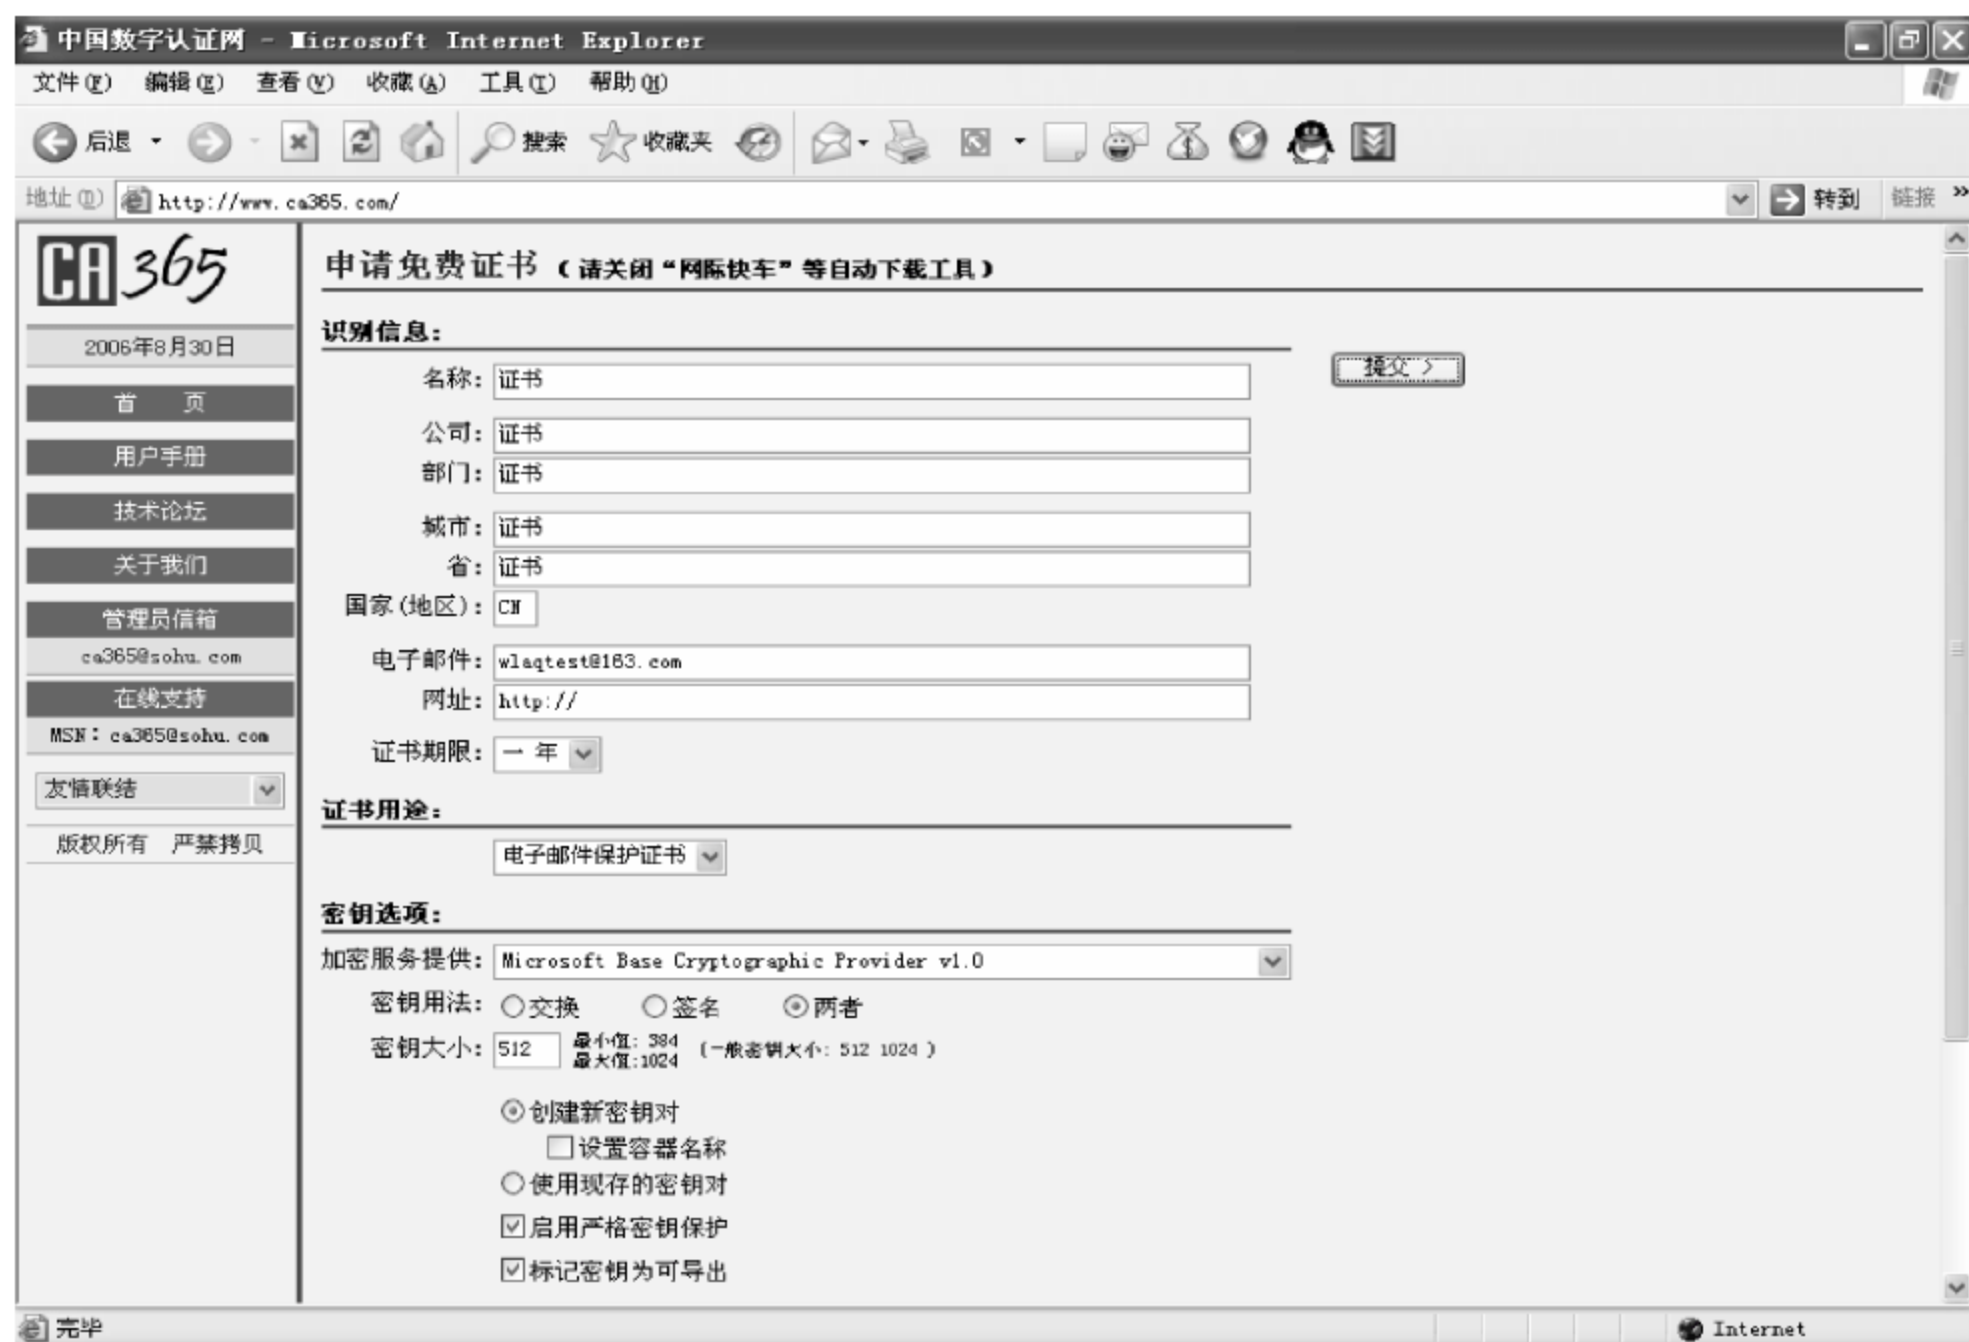 中国数字认证网 - Microsoft Internet Explorer
文件(F) 编辑(E) 查看(V) 收藏(A) 工具(T) 帮助(H)
后退 搜索 收藏夹
地址(D) http://www.ca365.com/ 转到 链接 »
CA365
2006年8月30日
首 页
用户手册
技术论坛
关于我们
管理员信箱
ca365@sohu.com
在线支持
MSN：ca365@sohu.com
友情联结
版权所有 严禁拷贝
申请免费证书（请关闭“网际快车”等自动下载工具）
识别信息：
提交 >
名称：证书
公司：证书
部门：证书
城市：证书
省：证书
国家(地区)：CN
电子邮件：wlaqtest@163.com
网址：http://
证书期限：一 年
证书用途：
电子邮件保护证书
密钥选项：
加密服务提供：Microsoft Base Cryptographic Provider v1.0
密钥用法：交换 签名 两者
密钥大小：512 最小值：384 最大值:1024 (一般密钥大小：512 1024 )
创建新密钥对
设置容器名称
使用现存的密钥对
启用严格密钥保护
标记密钥为可导出
完毕 Internet